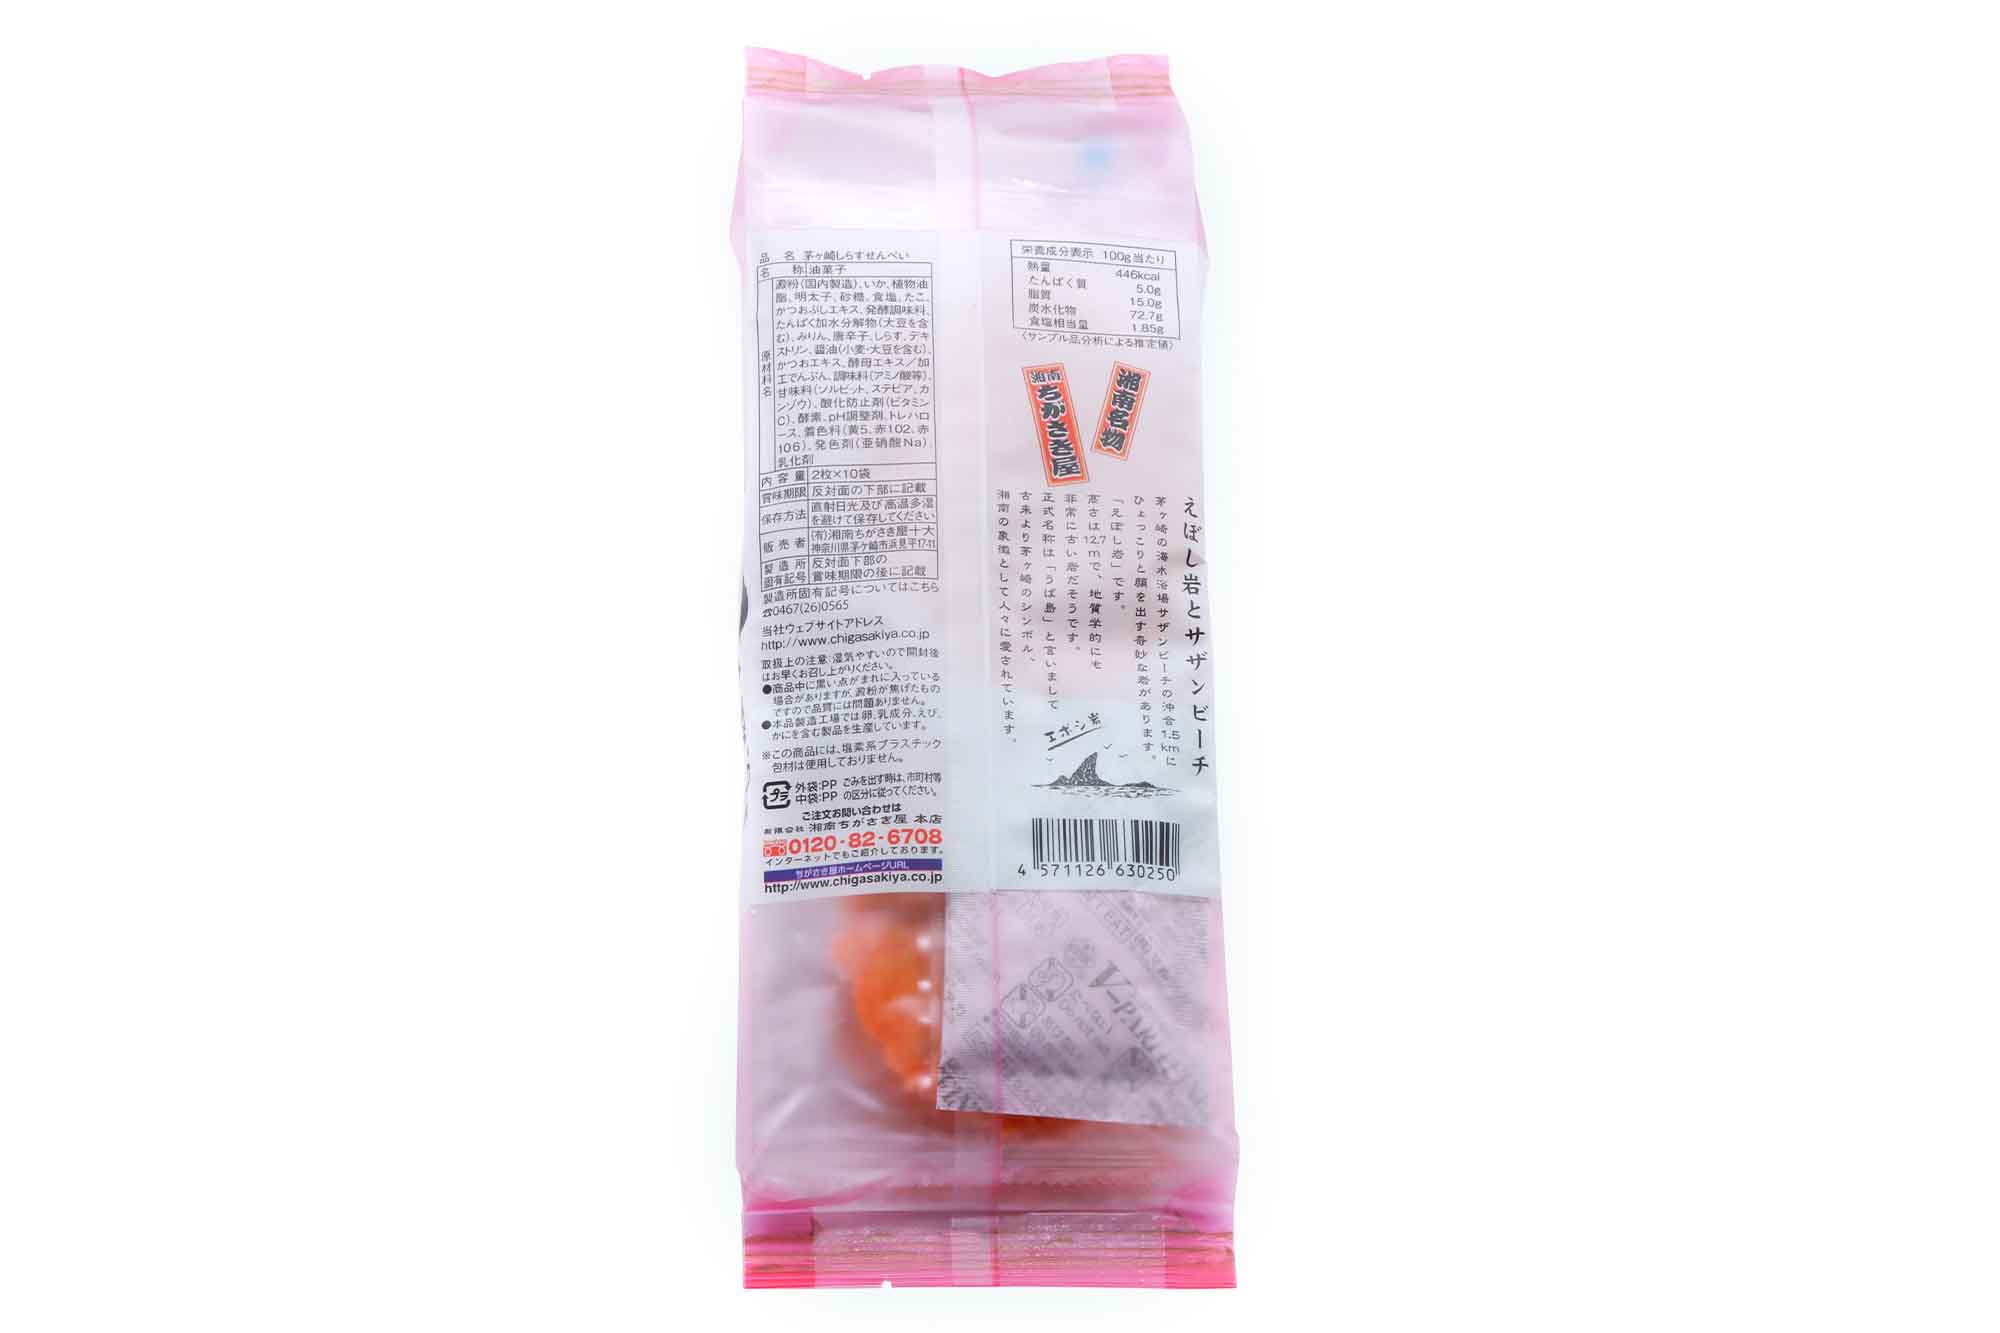 品名 茅ヶ崎しらすせんべい
名称 油菓子
原材料名
澱粉(国内製造)、いか、植物油
脂、明太子、砂糖、食塩、たこ、
かつおぶしエキス、発酵調味料、
たんぱく加水分解物(大豆を含
む)、みりん、唐辛子、しらす、デキ
ストリン、醤油(小麦・大豆を含む)、
かつおエキス、酵母エキス/加
工でんぷん、調味料(アミノ酸等)、
甘味料(ソルビット、ステビア、カ
ンゾウ)、酸化防止剤(ビタミン
C)、酵素、pH調整剤、トレハロ
ース、着色料(黄5、赤102、赤
106)、発色剤(亜硝酸Na)、
乳化剤
内容量 2枚×10袋
賞味期限 反対面の下部に記載
保存方法 直射日光及び高温多湿
を避けて保存してください
販売者 (有)湘南ちがさき屋十大
神奈川県茅ケ崎市浜見平17-11
製造所 反対面下部の
固有記号 賞味期限の後に記載
製造所固有記号についてはこちら
☎0467(26)0565
当社ウェブサイトアドレス
http://www.chigasakiya.co.jp
取扱上の注意:湿気やすいので開封後
はお早くお召し上がりください。
●商品中に黒い点がまれに入っている
場合がありますが、澱粉が焦げたもの
ですので品質には問題ありません。
●本品製造工場では卵、乳成分、えび、
かにを含む製品を生産しています。
※この商品には、塩素系プラスチック
包材は使用しておりません。
プラ 外袋:PP ごみを出す時は、市町村等
中袋:PP の区分に従ってください。
ご注文お問い合わせは
有限会社 湘南ちがさき屋 本店
0120-82-6708
インターネットでもご紹介しております。
ちがさき屋ホームページURL
http://www.chigasakiya.co.jp
栄養成分表示 100g当たり
熱量 446kcal
たんぱく質 5.0g
脂質 15.0g
炭水化物 72.7g
食塩相当量 1.85g
〈サンプル品分析による推定値〉
湘南名物
湘南ちがさき屋
えぼし岩とサザンビーチ
茅ヶ崎の海水浴場サザンビーチの沖合1.5kmに
ひょっこりと顔を出す奇妙な岩があります。
「えぼし岩」です。
高さは12.7mで、地質学的にも
非常に古い岩だそうです。
正式名称は「うば島」と言いまして
古来より茅ヶ崎のシンボル、
湘南の象徴として人々に愛されています。
エボシ岩
4 571126 630250
たべられません
Do not eat
V-PAK